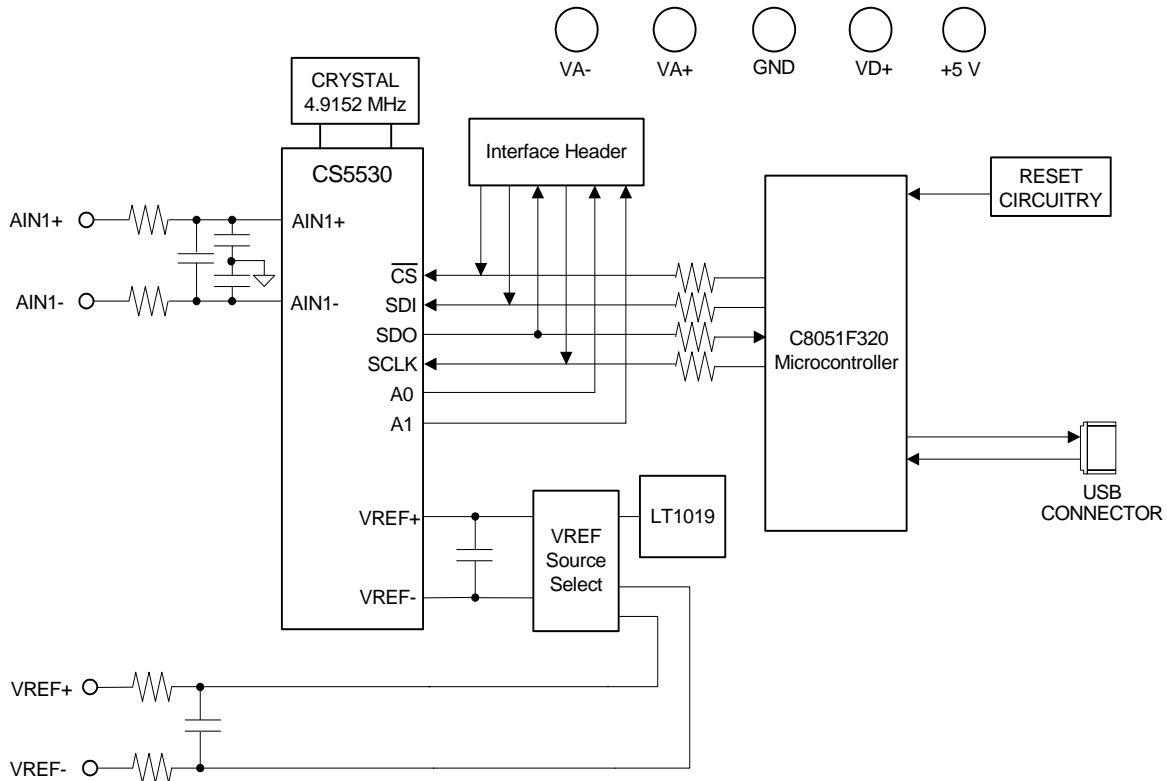 VA-
VA+
GND
VD+
+5 V
CRYSTAL
4.9152 MHz
Interface Header
CS5530
RESET
CIRCUITRY
AIN1+
AIN1+
AIN1-
AIN1-
CS
SDI
SDO
SCLK
A0
A1
C8051F320
Microcontroller
USB
CONNECTOR
VREF+
VREF-
VREF
Source
Select
LT1019
VREF+
VREF-